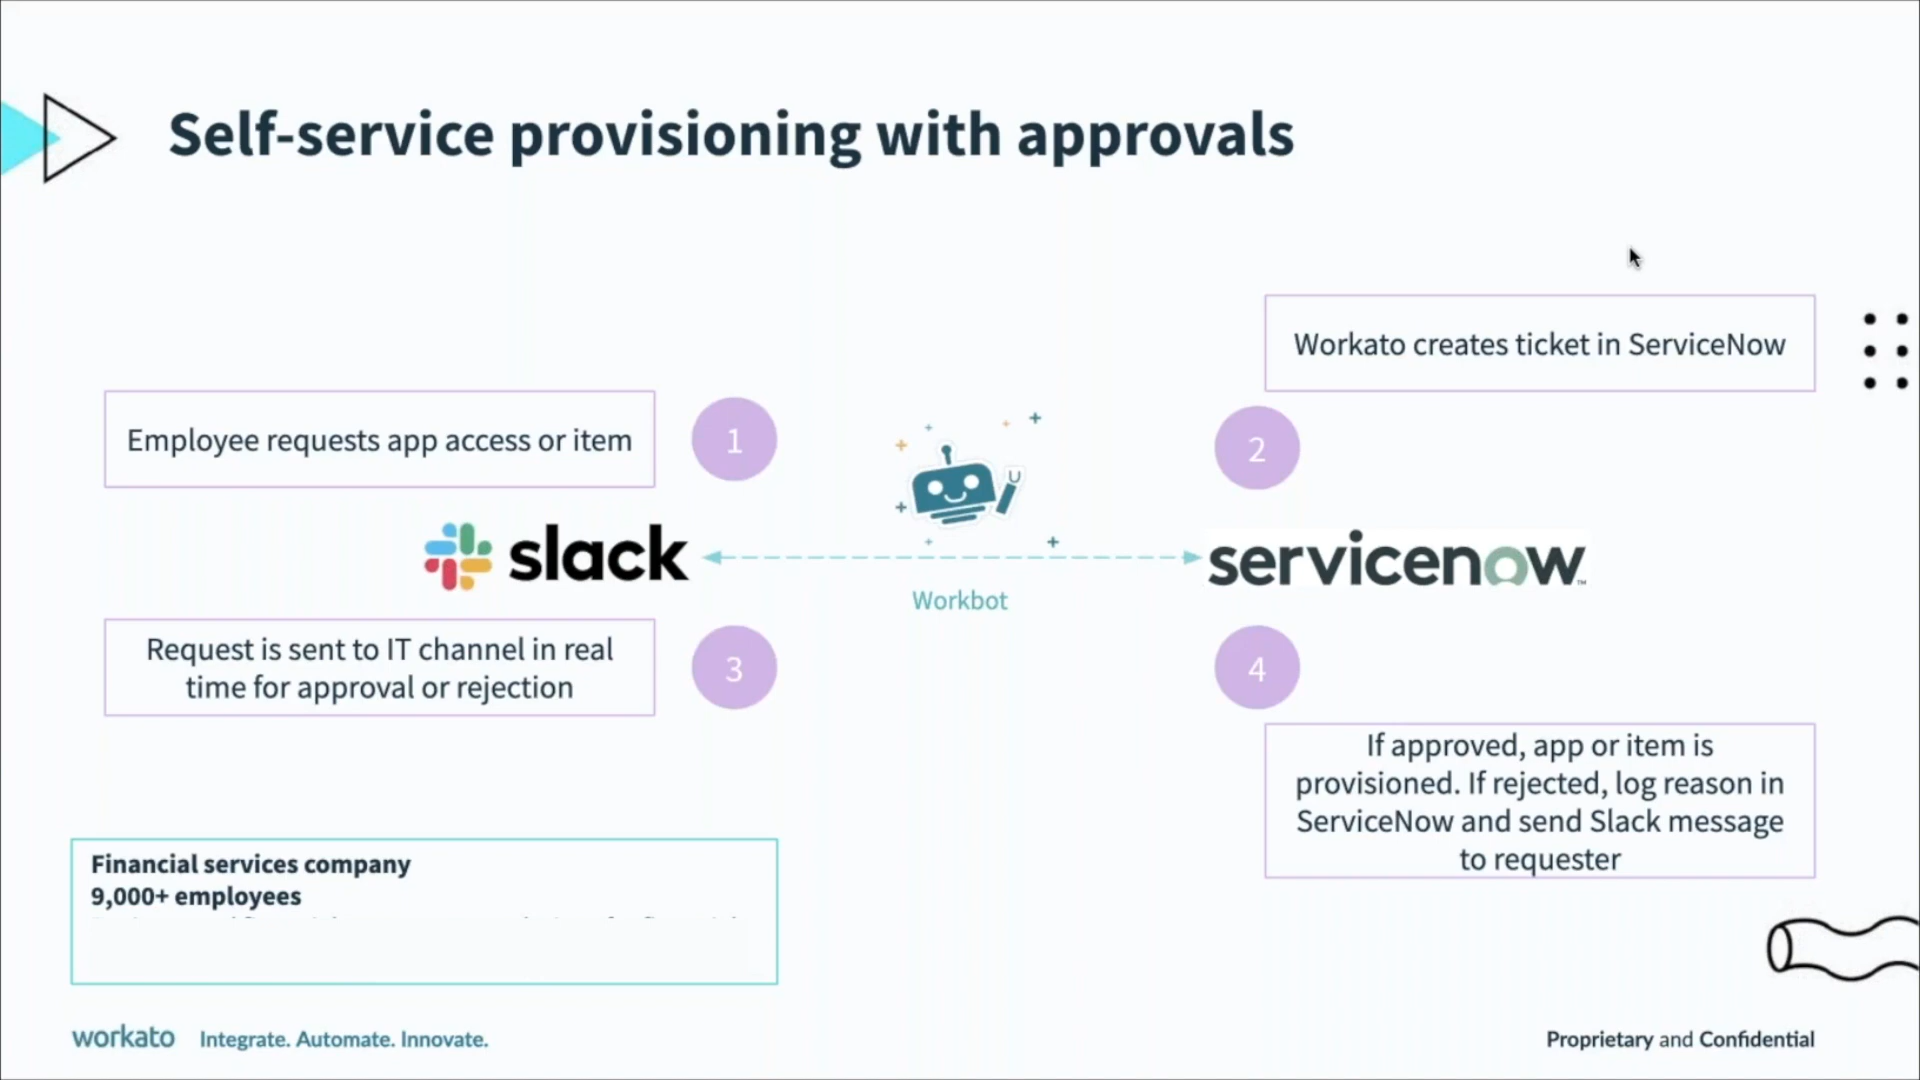 Self-service provisioning with approvals
Workato creates ticket in ServiceNow
Employee requests app access or item
1
2
slack
servicenow™
Workbot
Request is sent to IT channel in real
time for approval or rejection
3
4
If approved, app or item is
provisioned. If rejected, log reason in
ServiceNow and send Slack message
to requester
Financial services company
9,000+ employees
workato
Integrate. Automate. Innovate.
Proprietary and Confidential